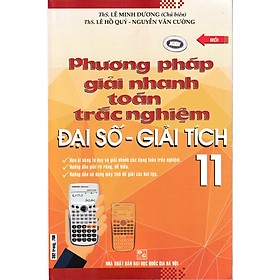 ThS. LÊ MINH DƯƠNG (Chủ biên)
ThS. LÊ HỒ QUÝ - NGUYỄN VĂN CƯỜNG
MỚI
Phương pháp
giải nhanh
toán
trắc nghiệm
ĐẠI SỐ - GIẢI TÍCH
11
NHÀ XUẤT BẢN ĐẠI HỌC QUỐC GIA HÀ NỘI